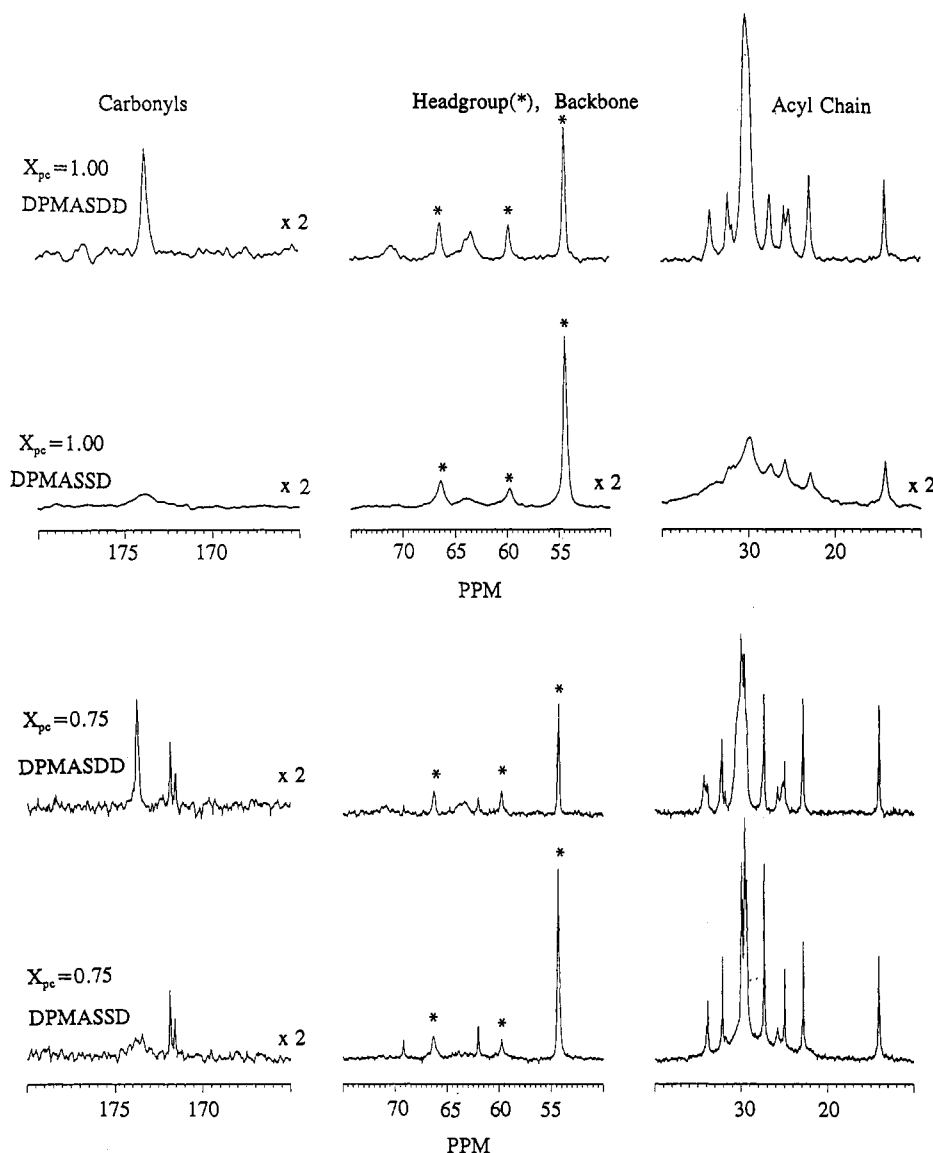 Carbonyls
Headgroup(*), Backbone
Acyl Chain
X_pc=1.00
DPMASDD
x 2
*
*
*
X_pc=1.00
DPMASSD
x 2
*
*
*
x 2
x 2
175
170
70
65
60
55
30
20
PPM
X_pc=0.75
DPMASDD
x 2
*
*
*
X_pc=0.75
DPMASSD
x 2
*
*
*
175
170
70
65
60
55
30
20
PPM